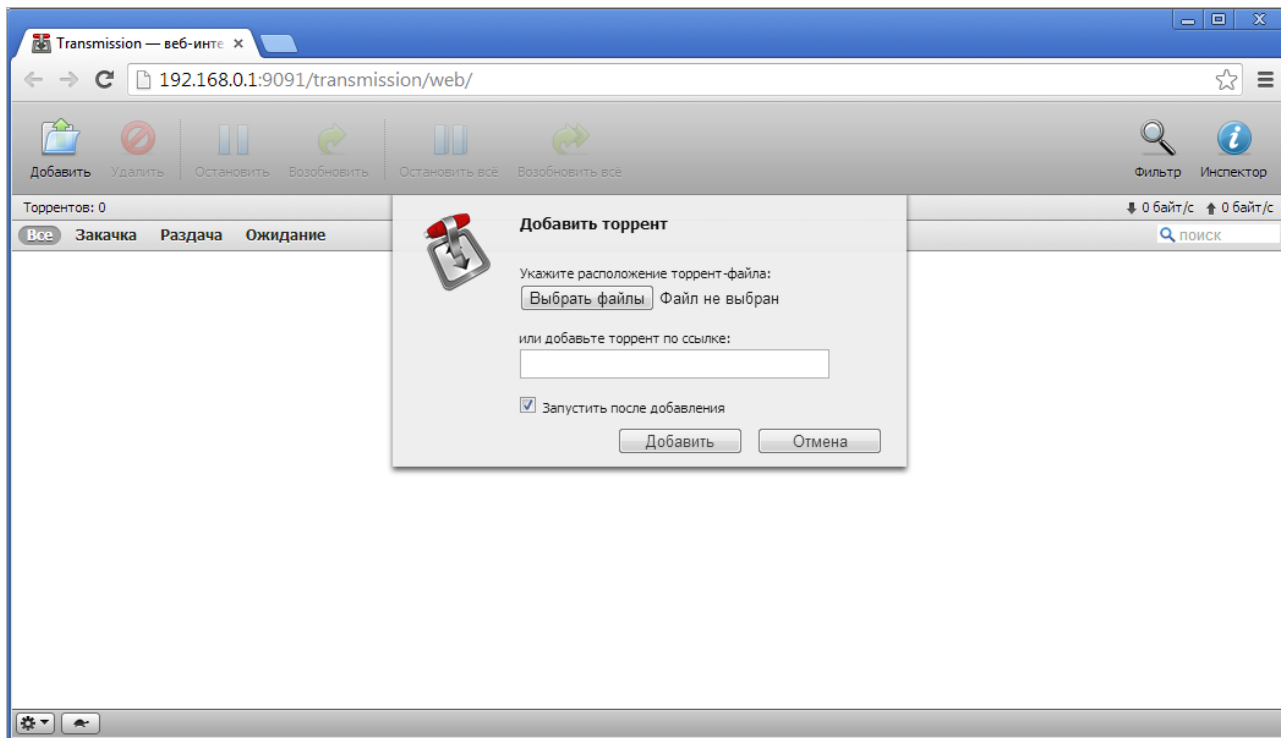 Transmission — веб-инте
192.168.0.1:9091/transmission/web/
Добавить Удалить Остановить Возобновить Остановить всё Возобновить всё Фильтр Инспектор
Торрентов: 0 0 байт/с 0 байт/с
Все Закачка Раздача Ожидание поиск
Добавить торрент
Укажите расположение торрент-файла:
Выбрать файлы Файл не выбран
или добавьте торрент по ссылке:
Запустить после добавления
Добавить Отмена